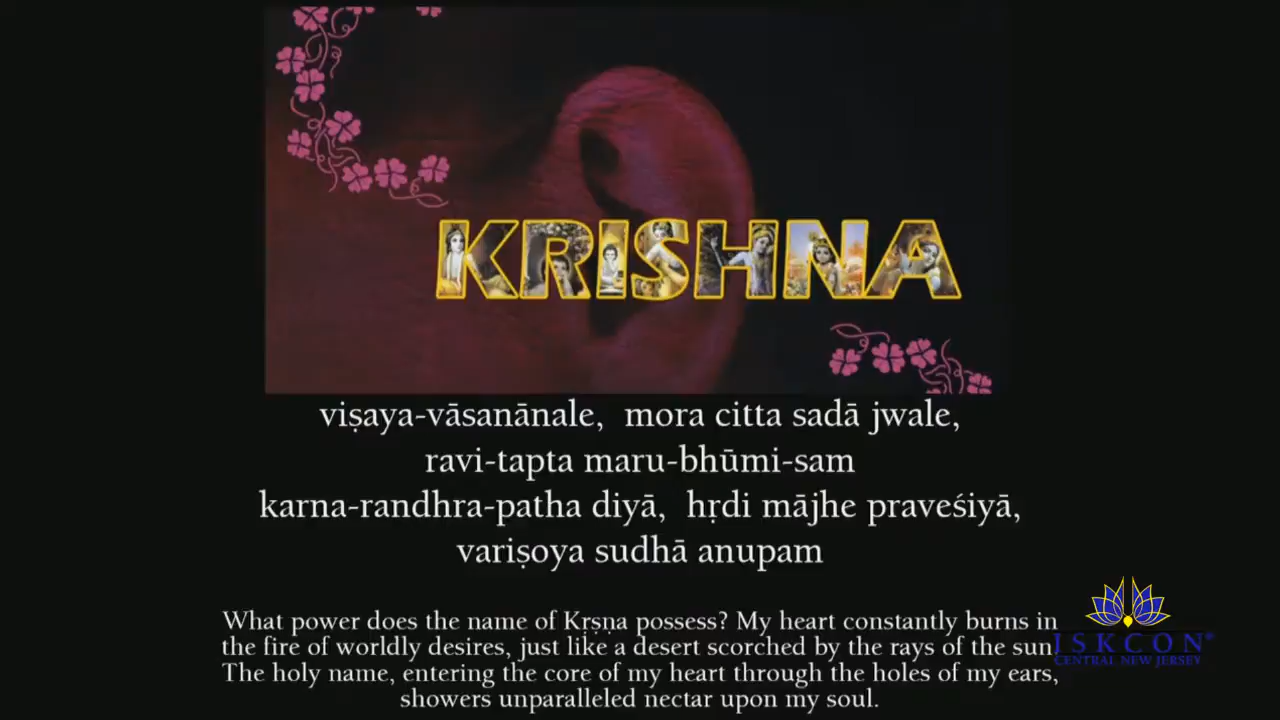 KRISHNA
viṣaya-vāsanānale, mora citta sadā jwale,
ravi-tapta maru-bhūmi-sam
karna-randhra-patha diyā, hṛdi mājhe praveśiyā,
variṣoya sudhā anupam
What power does the name of Kṛṣṇa possess? My heart constantly burns in
the fire of worldly desires, just like a desert scorched by the rays of the sun.
The holy name, entering the core of my heart through the holes of my ears,
showers unparalleled nectar upon my soul.
ISKCON®
CENTRAL NEW JERSEY